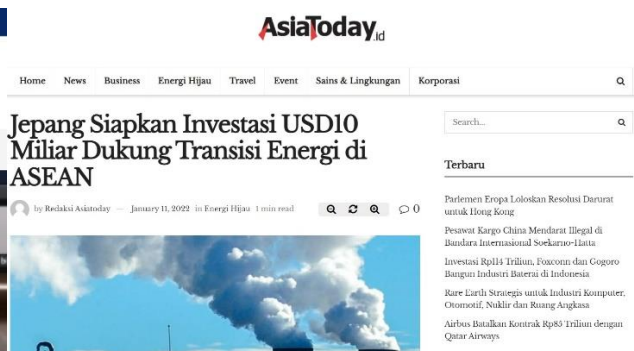 AsiaToday.id
Home News Business Energi Hijau Travel Event Sains & Lingkungan Korporasi
Jepang Siapkan Investasi USD10
Miliar Dukung Transisi Energi di
ASEAN
by Redaksi Asiatoday — January 11, 2022 in Energi Hijau 1 min read
0
Search...
Terbaru
Parlemen Eropa Loloskan Resolusi Darurat
untuk Hong Kong
Pesawat Kargo China Mendarat Illegal di
Bandara Internasional Soekarno-Hatta
Investasi Rp114 Triliun, Foxconn dan Gogoro
Bangun Industri Baterai di Indonesia
Rare Earth Strategis untuk Industri Komputer,
Otomotif, Nuklir dan Ruang Angkasa
Airbus Batalkan Kontrak Rp85 Triliun dengan
Qatar Airways